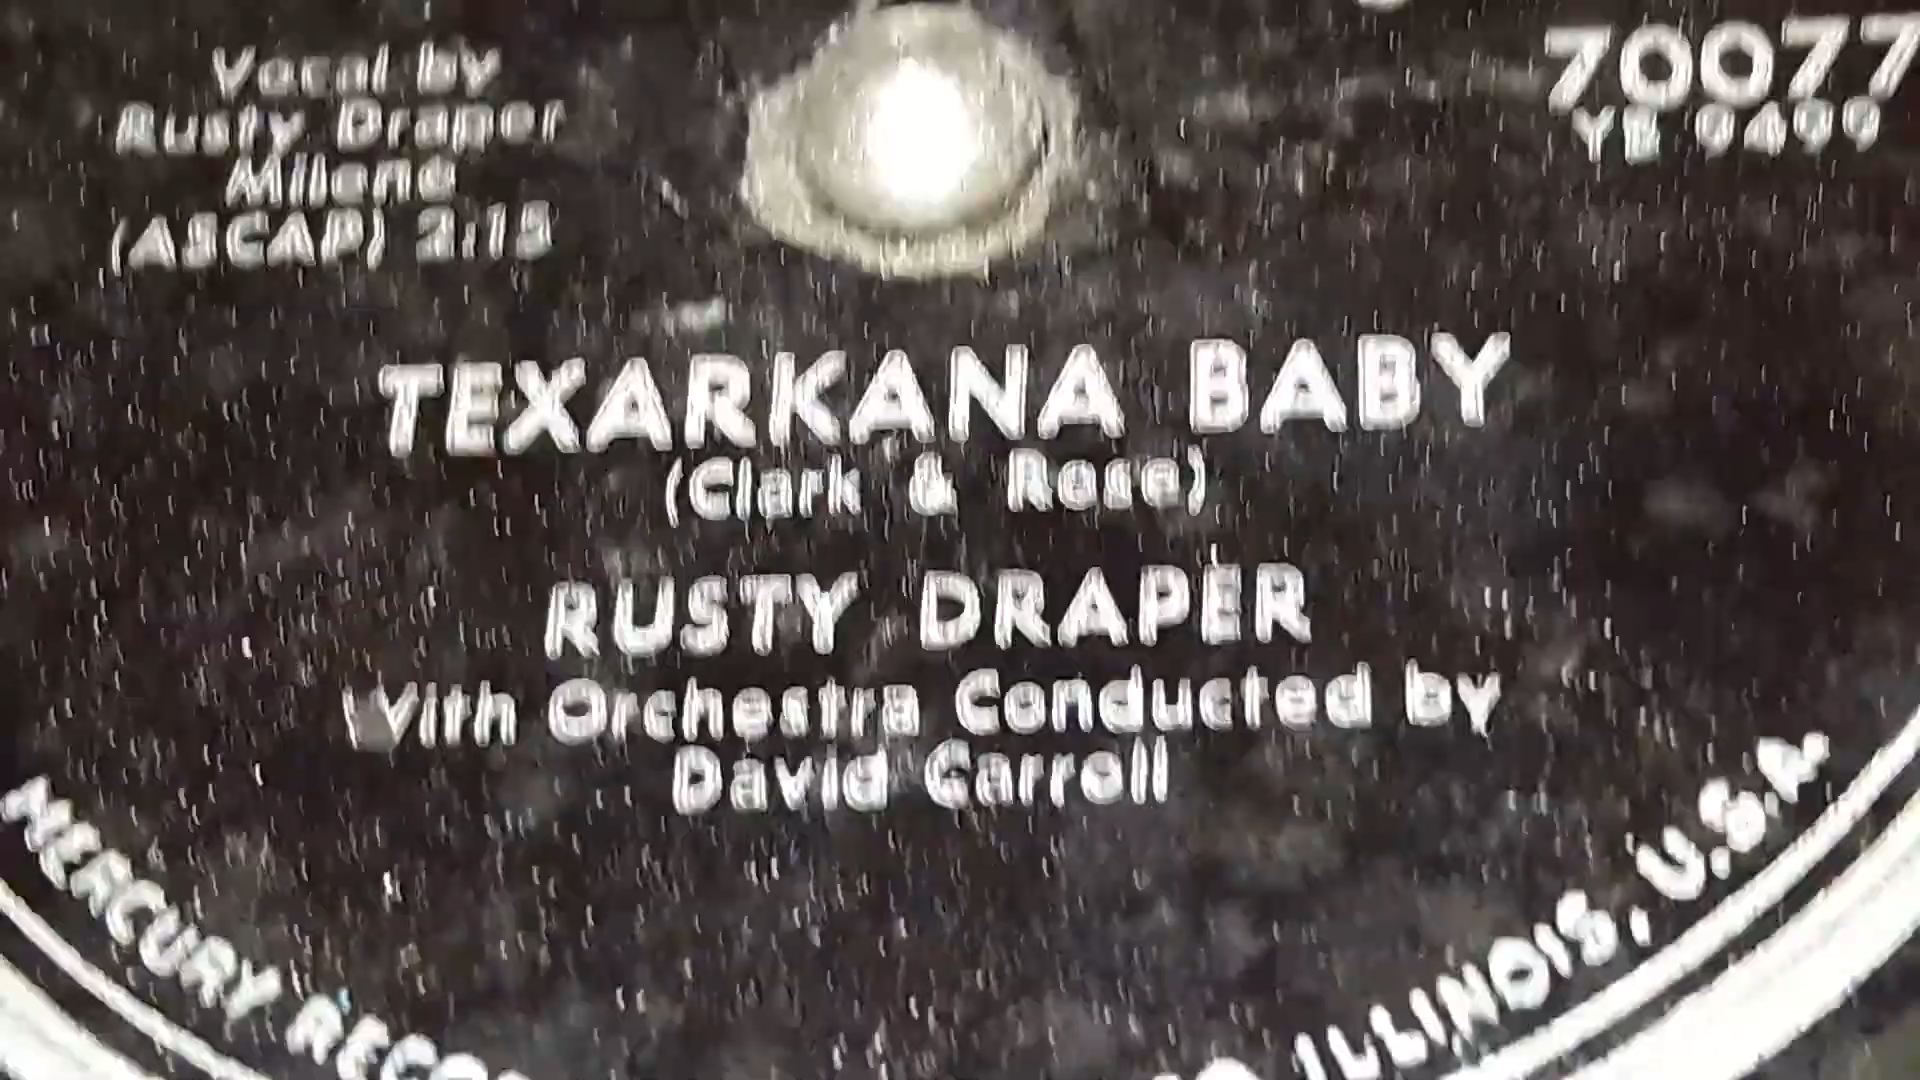 Vocal by
Rusty Draper
Milene
(ASCAP) 2:15
70077
YB 9499
TEXARKANA BABY
(Clark & Rose)
RUSTY DRAPER
With Orchestra Conducted by
David Carroll
MERCURY RECO
ILLINOIS, U.S.A.